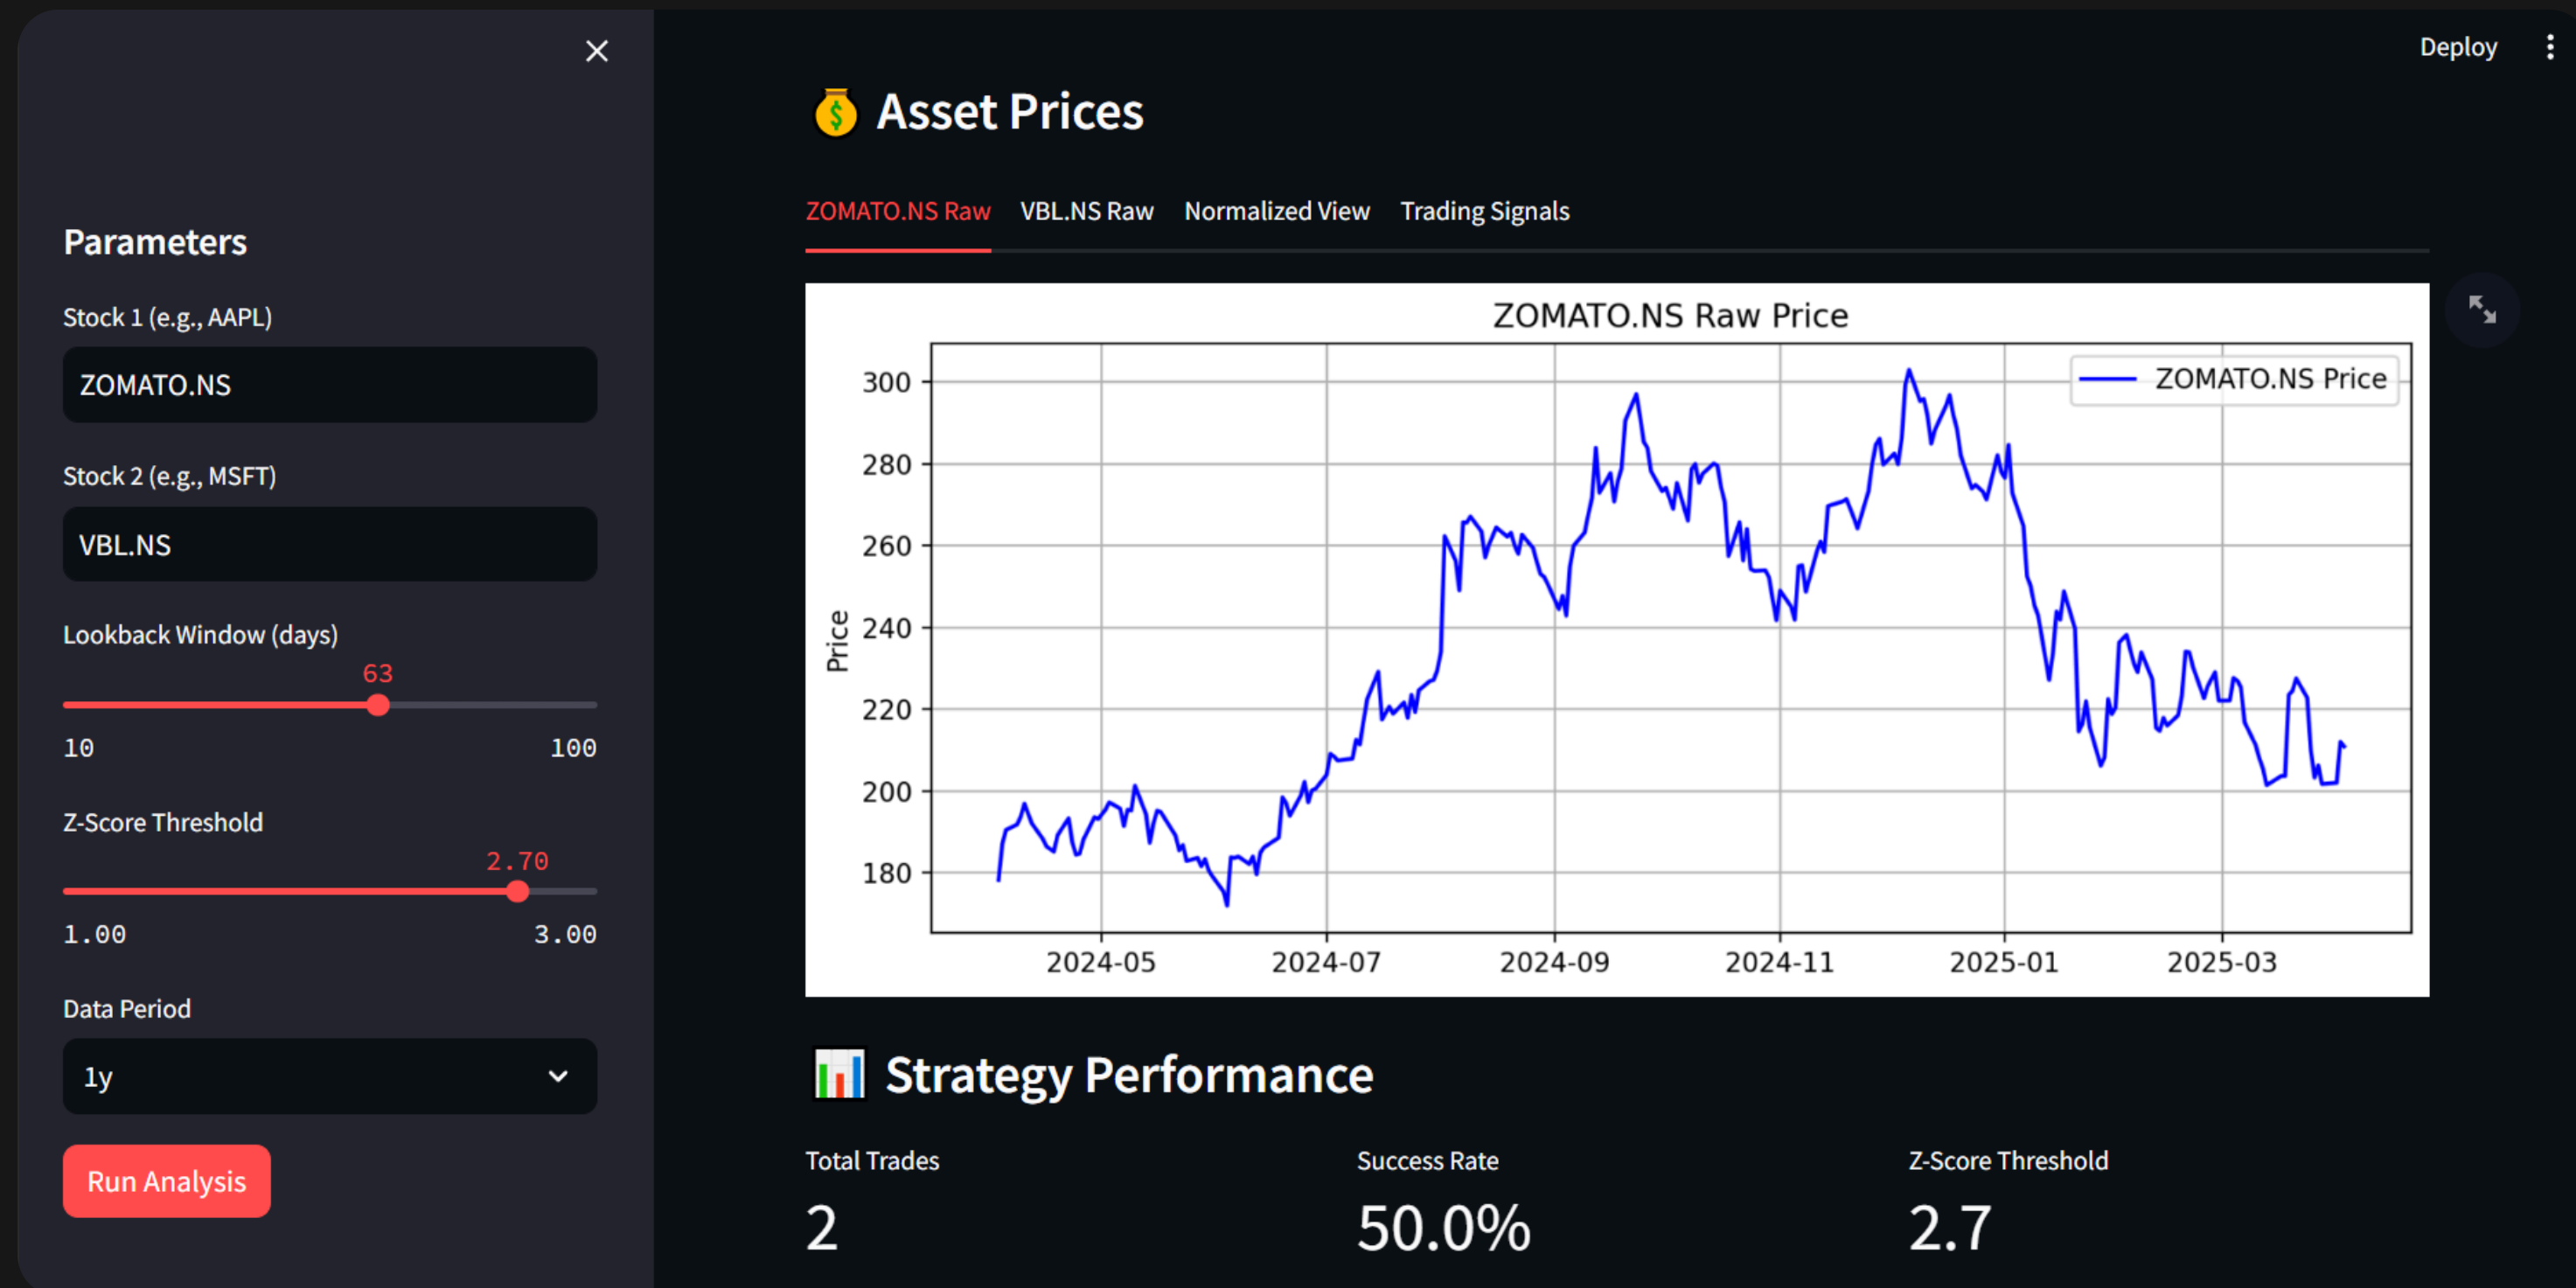 Deploy
Parameters
Stock 1 (e.g., AAPL)
ZOMATO.NS
Stock 2 (e.g., MSFT)
VBL.NS
Lookback Window (days)
63
10 100
Z-Score Threshold
2.70
1.00 3.00
Data Period
1y
Run Analysis
Asset Prices
ZOMATO.NS Raw VBL.NS Raw Normalized View Trading Signals
ZOMATO.NS Raw Price
ZOMATO.NS Price
Price
300
280
260
240
220
200
180
2024-05 2024-07 2024-09 2024-11 2025-01 2025-03
Strategy Performance
Total Trades Success Rate Z-Score Threshold
2 50.0% 2.7